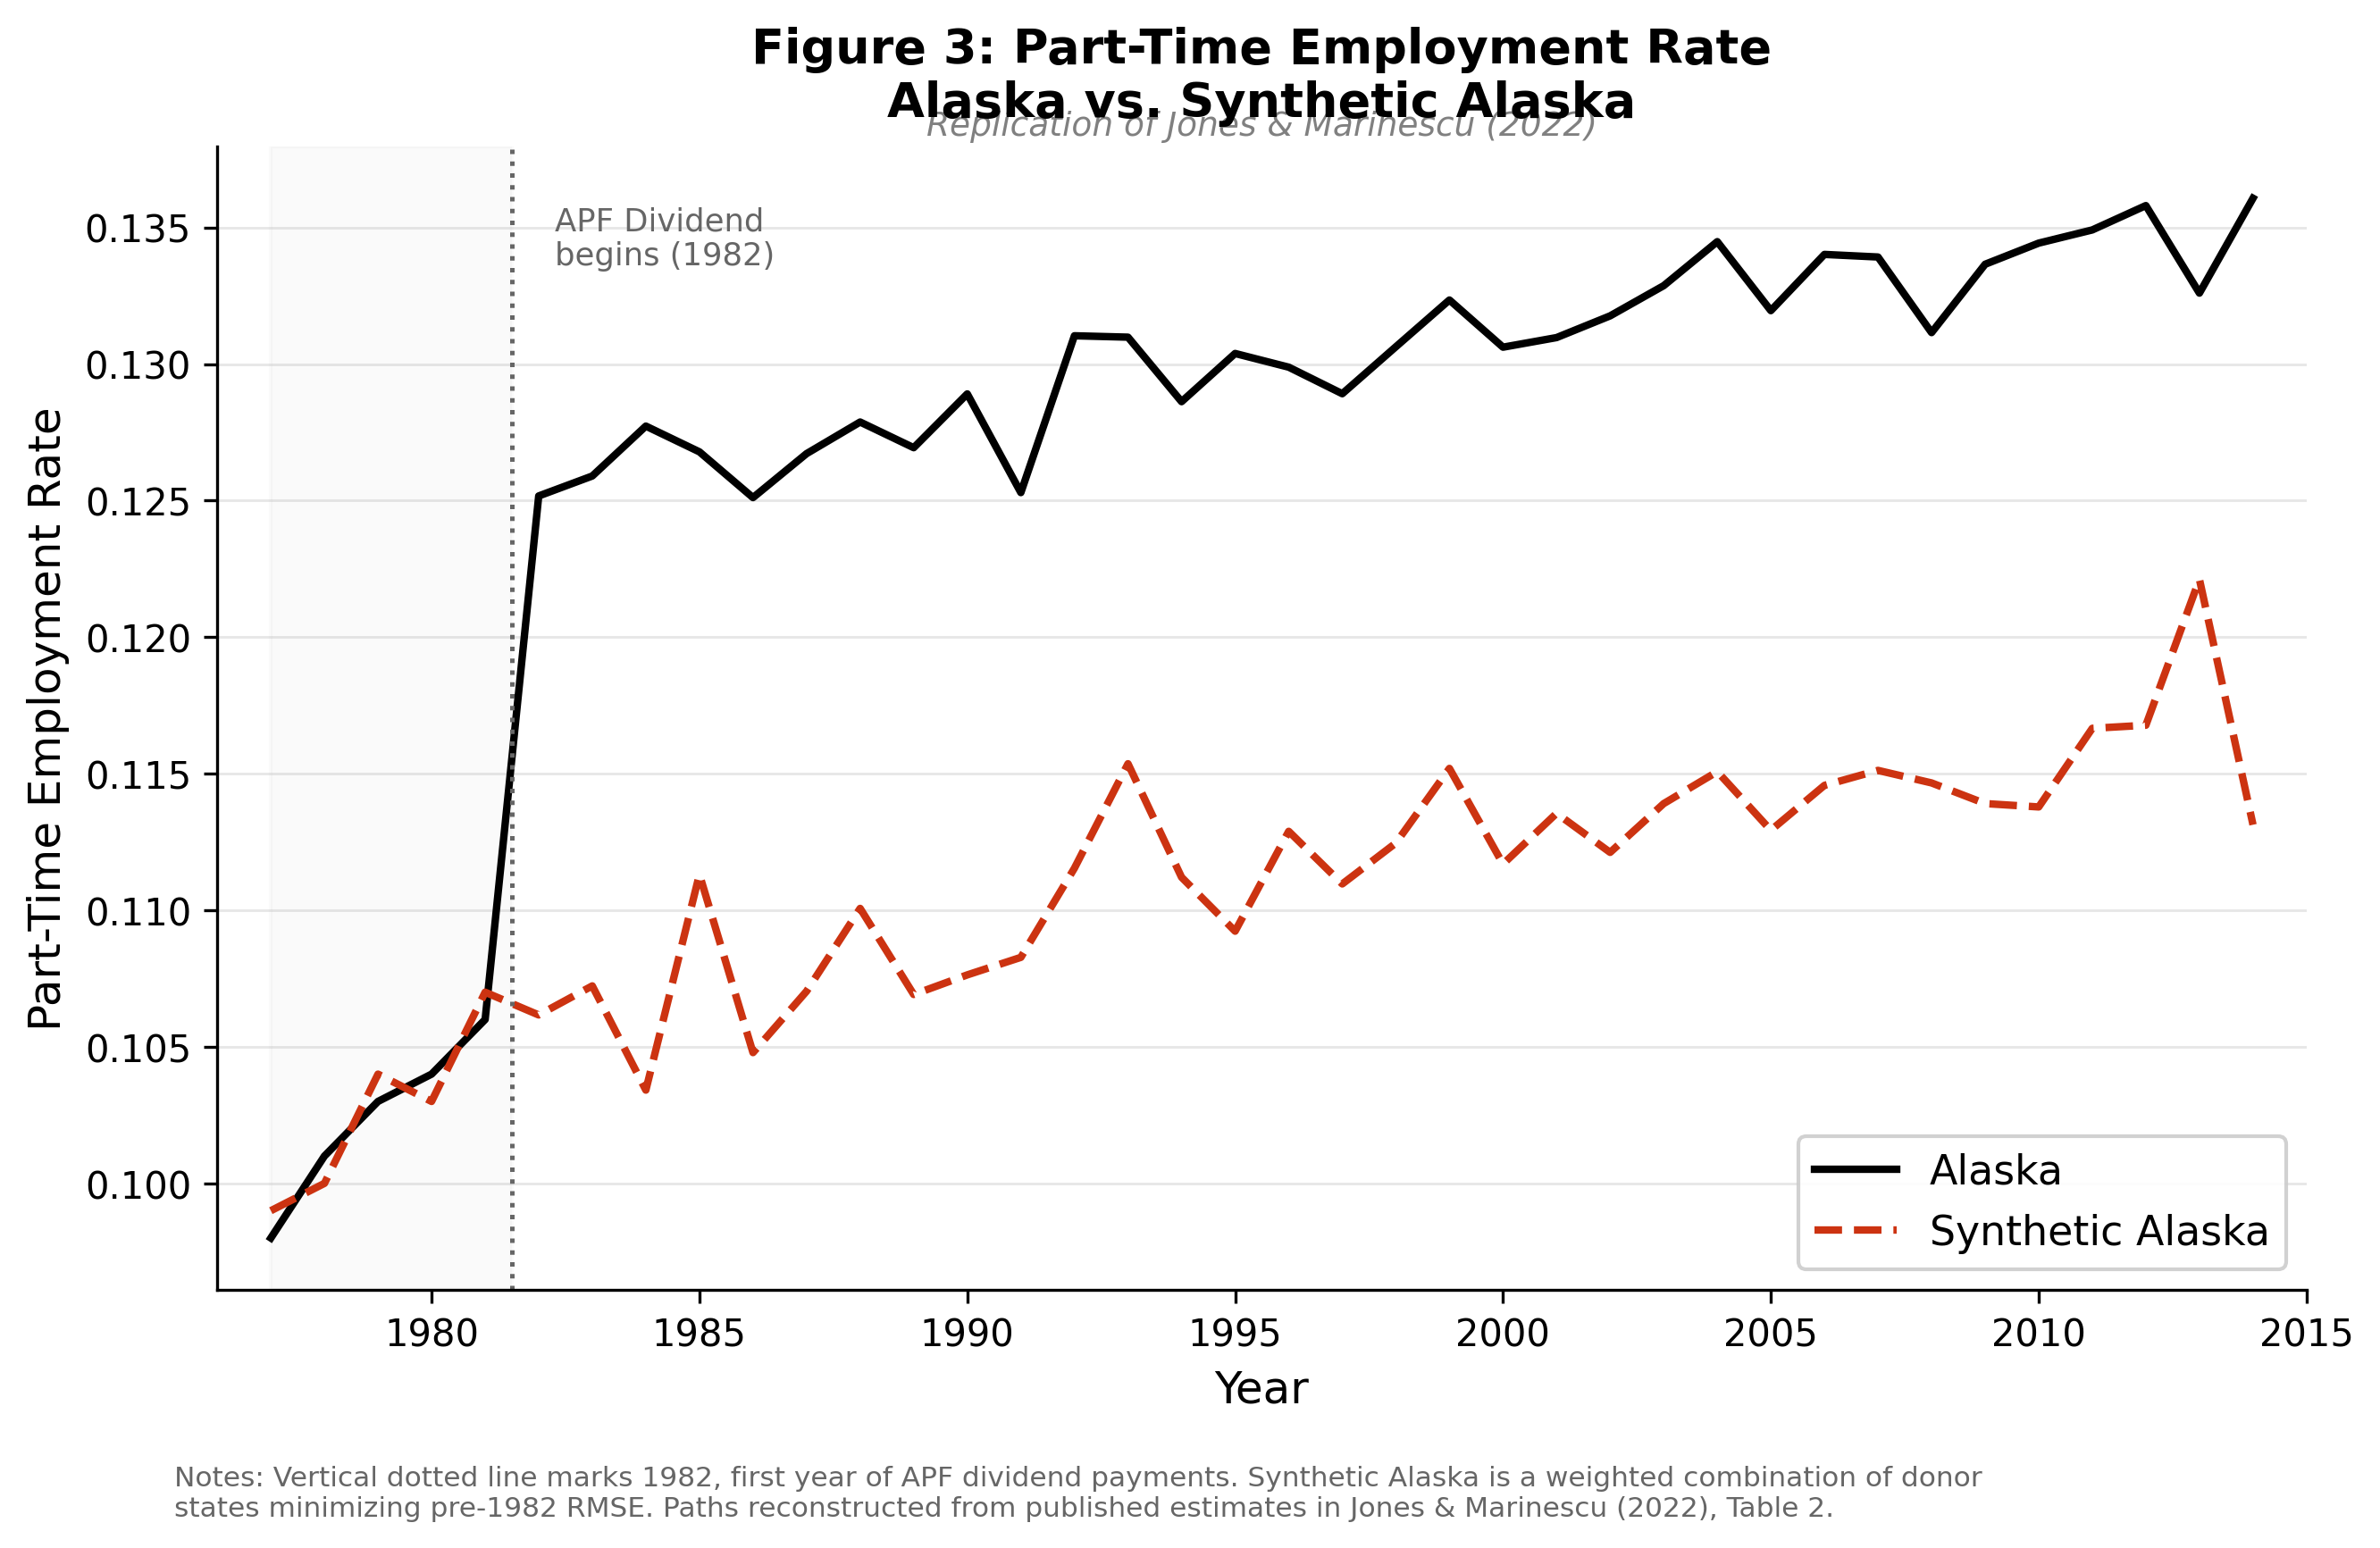 Figure 3: Part-Time Employment Rate
Alaska vs. Synthetic Alaska
Replication of Jones & Marinescu (2022)
APF Dividend
begins (1982)
0.135
0.130
0.125
0.120
0.115
0.110
0.105
0.100
Part-Time Employment Rate
Alaska
Synthetic Alaska
1980 1985 1990 1995 2000 2005 2010 2015
Year
Notes: Vertical dotted line marks 1982, first year of APF dividend payments. Synthetic Alaska is a weighted combination of donor
states minimizing pre-1982 RMSE. Paths reconstructed from published estimates in Jones & Marinescu (2022), Table 2.